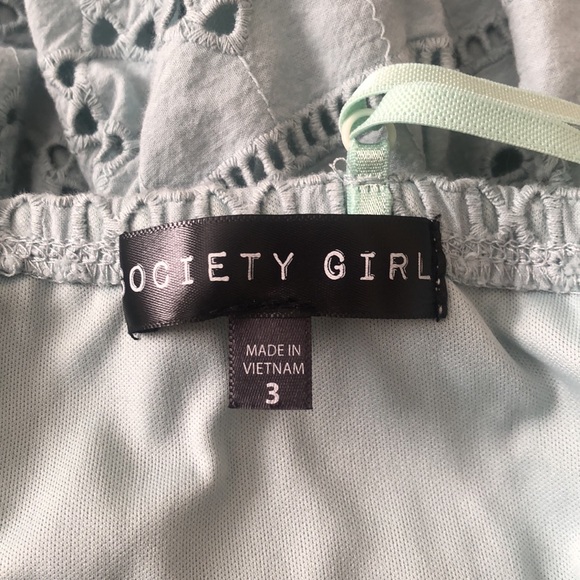 OCIETY GIRL
MADE IN
VIETNAM
3